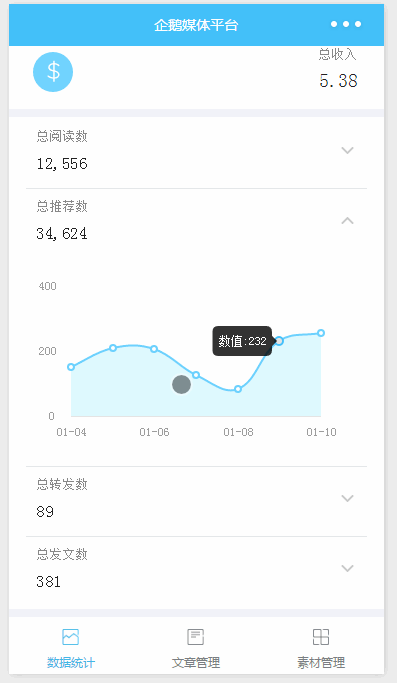 企鹅媒体平台
$
总收入
5.38
总阅读数
12,556
总推荐数
34,624
400
200
0
数值:232
01-04 01-06 01-08 01-10
总转发数
89
总发文数
381
数据统计 文章管理 素材管理